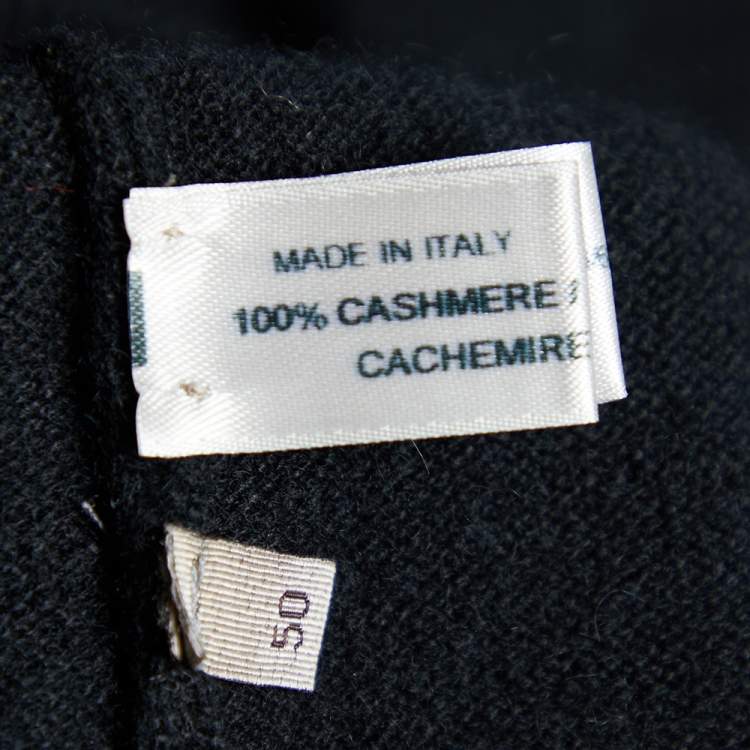 MADE IN ITALY
100% CASHMERE
CACHEMIRE
50